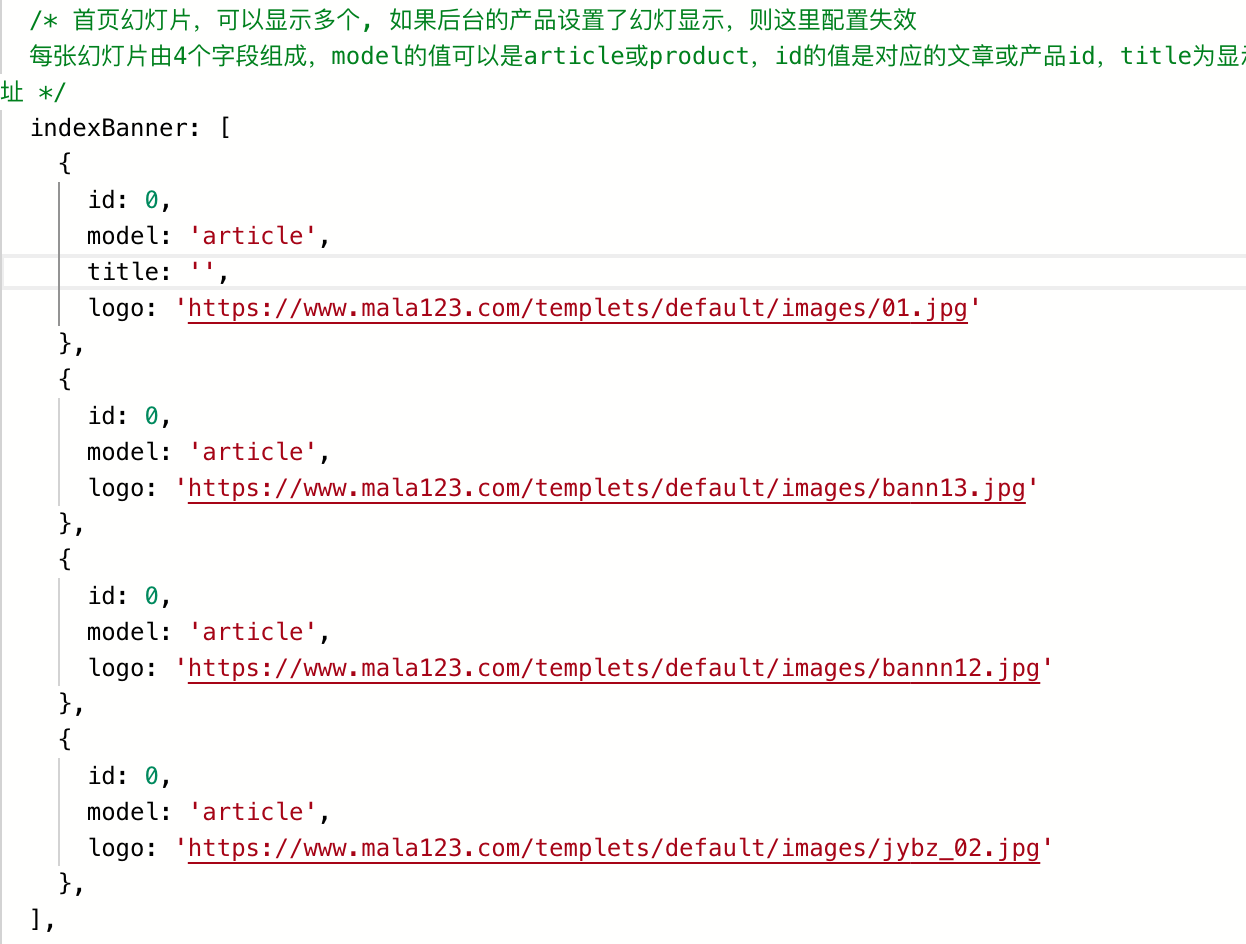 /* 首页幻灯片，可以显示多个, 如果后台的产品设置了幻灯显示，则这里配置失效
每张幻灯片由4个字段组成，model的值可以是article或product，id的值是对应的文章或产品id，title为显
址 */
indexBanner: [
{
id: 0,
model: 'article',
title: '',
logo: 'https://www.mala123.com/templets/default/images/01.jpg'
},
{
id: 0,
model: 'article',
logo: 'https://www.mala123.com/templets/default/images/bann13.jpg'
},
{
id: 0,
model: 'article',
logo: 'https://www.mala123.com/templets/default/images/bannn12.jpg'
},
{
id: 0,
model: 'article',
logo: 'https://www.mala123.com/templets/default/images/jybz_02.jpg'
},
],